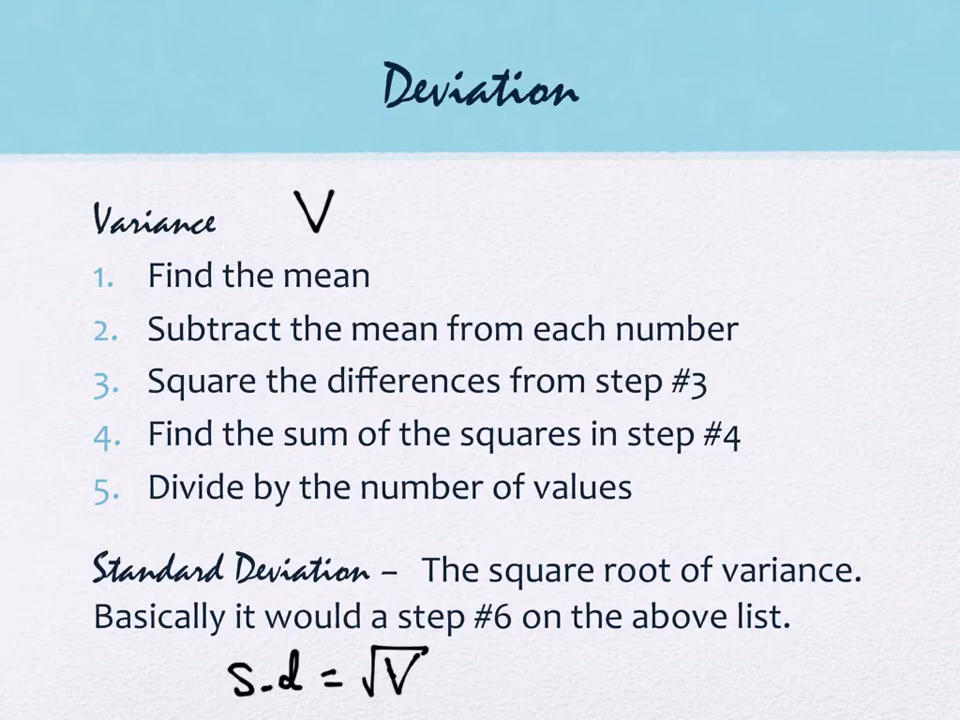 Deviation
Variance V
1. Find the mean
2. Subtract the mean from each number
3. Square the differences from step #3
4. Find the sum of the squares in step #4
5. Divide by the number of values
Standard Deviation – The square root of variance.
Basically it would a step #6 on the above list.
s.d = √V